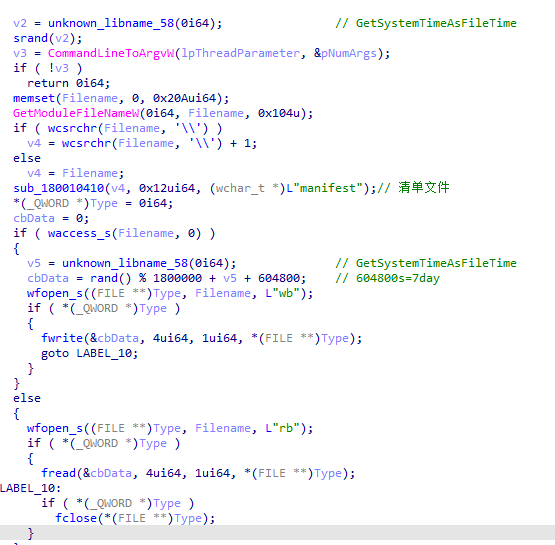 v2 = unknown_libname_58(0i64);                // GetSystemTimeAsFileTime
srand(v2);
v3 = CommandLineToArgvW(lpThreadParameter, &pNumArgs);
if ( !v3 )
  return 0i64;
memset(Filename, 0, 0x20Aui64);
GetModuleFileNameW(0i64, Filename, 0x104u);
if ( wcsrchr(Filename, '\\') )
  v4 = wcsrchr(Filename, '\\') + 1;
else
  v4 = Filename;
sub_180010410(v4, 0x12ui64, (wchar_t *)L"manifest");// 清单文件
*(_QWORD *)Type = 0i64;
cbData = 0;
if ( waccess_s(Filename, 0) )
{
  v5 = unknown_libname_58(0i64);              // GetSystemTimeAsFileTime
  cbData = rand() % 1800000 + v5 + 604800;    // 604800s=7day
  wfopen_s((FILE **)Type, Filename, L"wb");
  if ( *(_QWORD *)Type )
  {
    fwrite(&cbData, 4ui64, 1ui64, *(FILE **)Type);
    goto LABEL_10;
  }
}
else
{
  wfopen_s((FILE **)Type, Filename, L"rb");
  if ( *(_QWORD *)Type )
  {
    fread(&cbData, 4ui64, 1ui64, *(FILE **)Type);
LABEL_10:
    if ( *(_QWORD *)Type )
      fclose(*(FILE **)Type);
  }